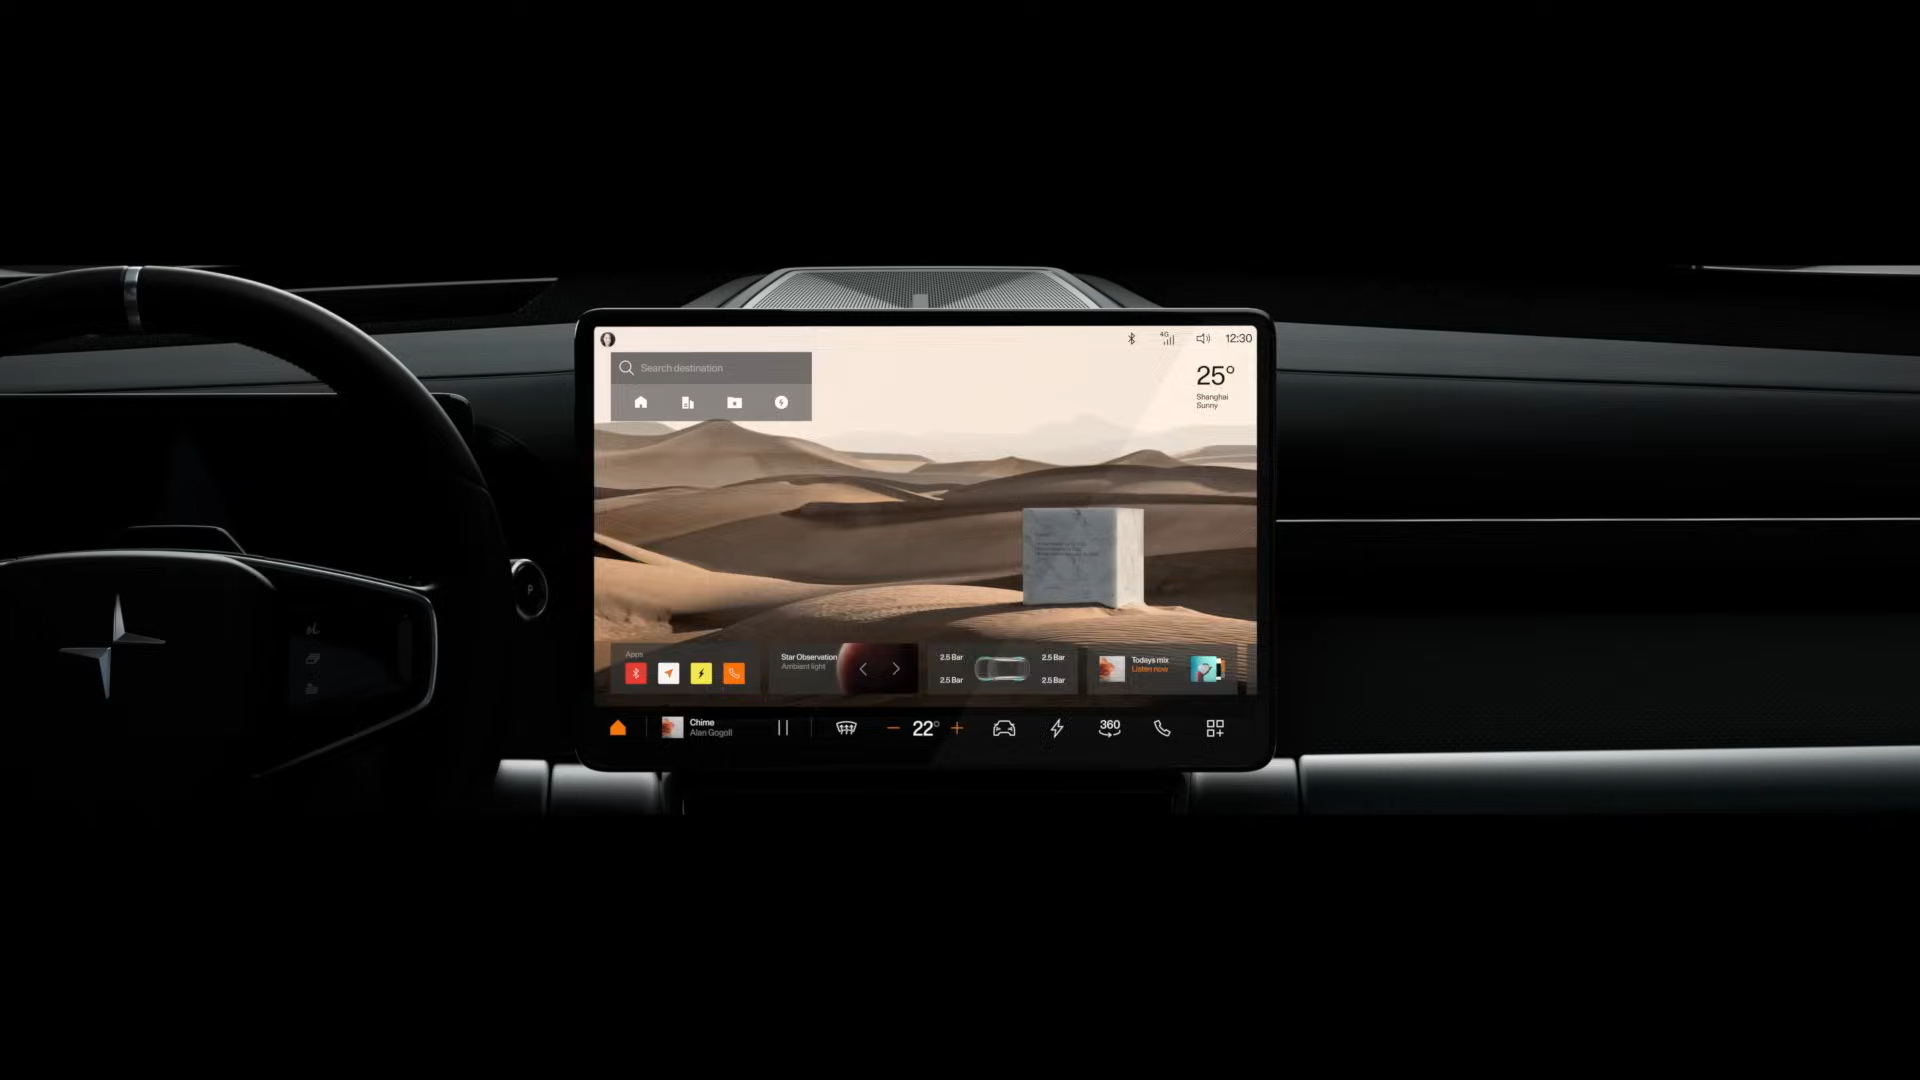 4G
12:30
Search destination
25°
Shanghai
Sunny
P
Apps
Star Observation
Ambient light
2.5 Bar
2.5 Bar
2.5 Bar
2.5 Bar
Todays mix
Listen now
Chime
Alan Gogoll
22°
360